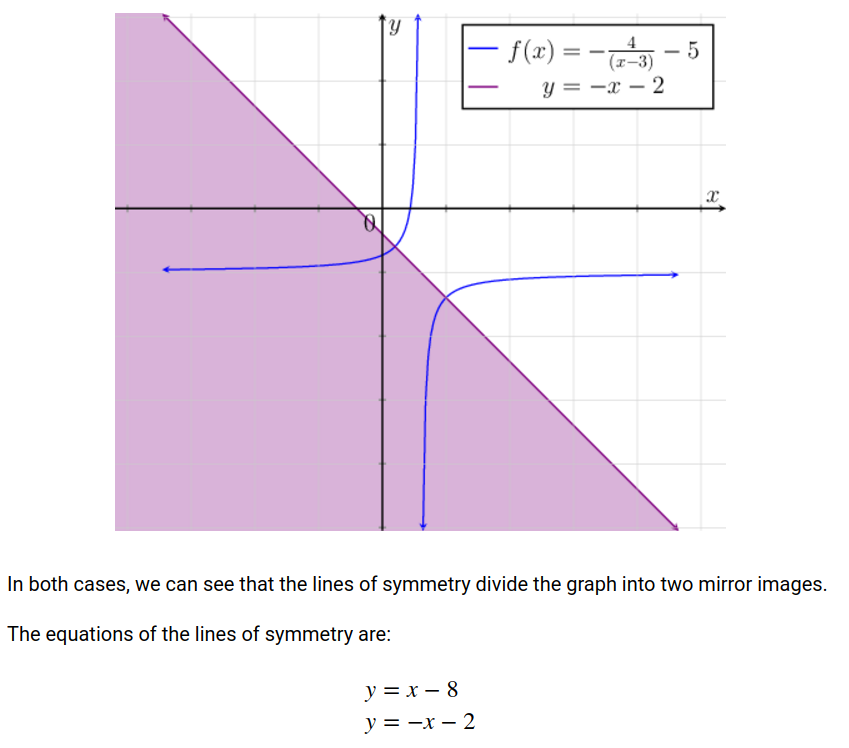 y
f(x) = −4/(x−3) − 5
y = −x − 2
x
0
In both cases, we can see that the lines of symmetry divide the graph into two mirror images.
The equations of the lines of symmetry are:
y = x − 8
y = −x − 2